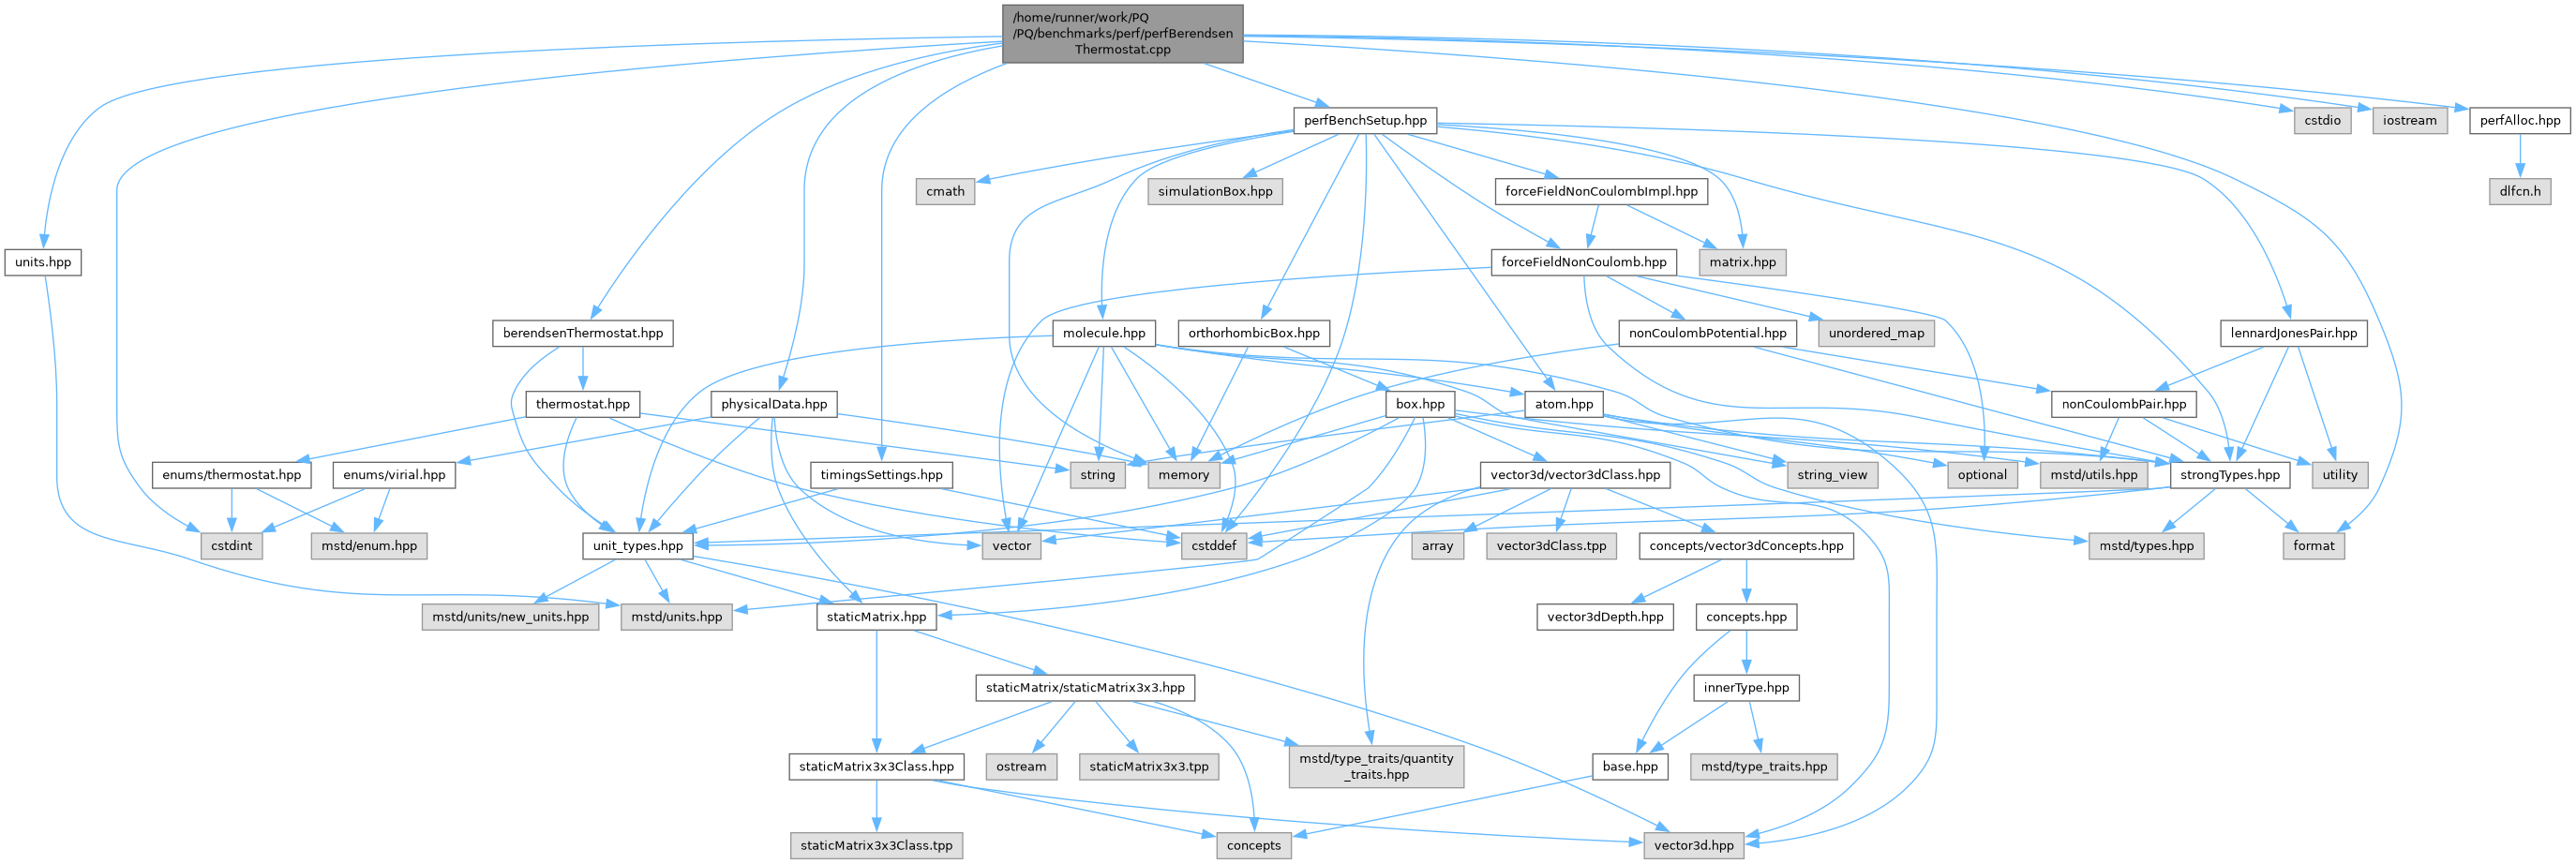 /home/runner/work/PQ
/PQ/benchmarks/perf/perfBerendsen
Thermostat.cpp
perfBenchSetup.hpp
cstdio
iostream
perfAlloc.hpp
cmath
simulationBox.hpp
forceFieldNonCoulombImpl.hpp
dlfcn.h
units.hpp
forceFieldNonCoulomb.hpp
matrix.hpp
berendsenThermostat.hpp
molecule.hpp
orthorhombicBox.hpp
nonCoulombPotential.hpp
unordered_map
lennardJonesPair.hpp
thermostat.hpp
physicalData.hpp
box.hpp
atom.hpp
nonCoulombPair.hpp
enums/thermostat.hpp
enums/virial.hpp
timingsSettings.hpp
string
memory
vector3d/vector3dClass.hpp
string_view
optional
mstd/utils.hpp
strongTypes.hpp
utility
cstdint
mstd/enum.hpp
unit_types.hpp
vector
cstddef
array
vector3dClass.tpp
concepts/vector3dConcepts.hpp
mstd/types.hpp
format
mstd/units/new_units.hpp
mstd/units.hpp
staticMatrix.hpp
vector3dDepth.hpp
concepts.hpp
staticMatrix/staticMatrix3x3.hpp
innerType.hpp
staticMatrix3x3Class.hpp
ostream
staticMatrix3x3.tpp
mstd/type_traits/quantity
_traits.hpp
base.hpp
mstd/type_traits.hpp
staticMatrix3x3Class.tpp
concepts
vector3d.hpp